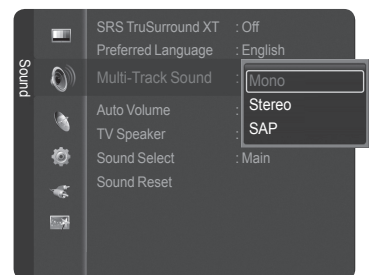 Sound
SRS TruSurround XT : Off
Preferred Language : English
Multi-Track Sound :
Mono
Stereo
SAP
Auto Volume :
TV Speaker :
Sound Select : Main
Sound Reset